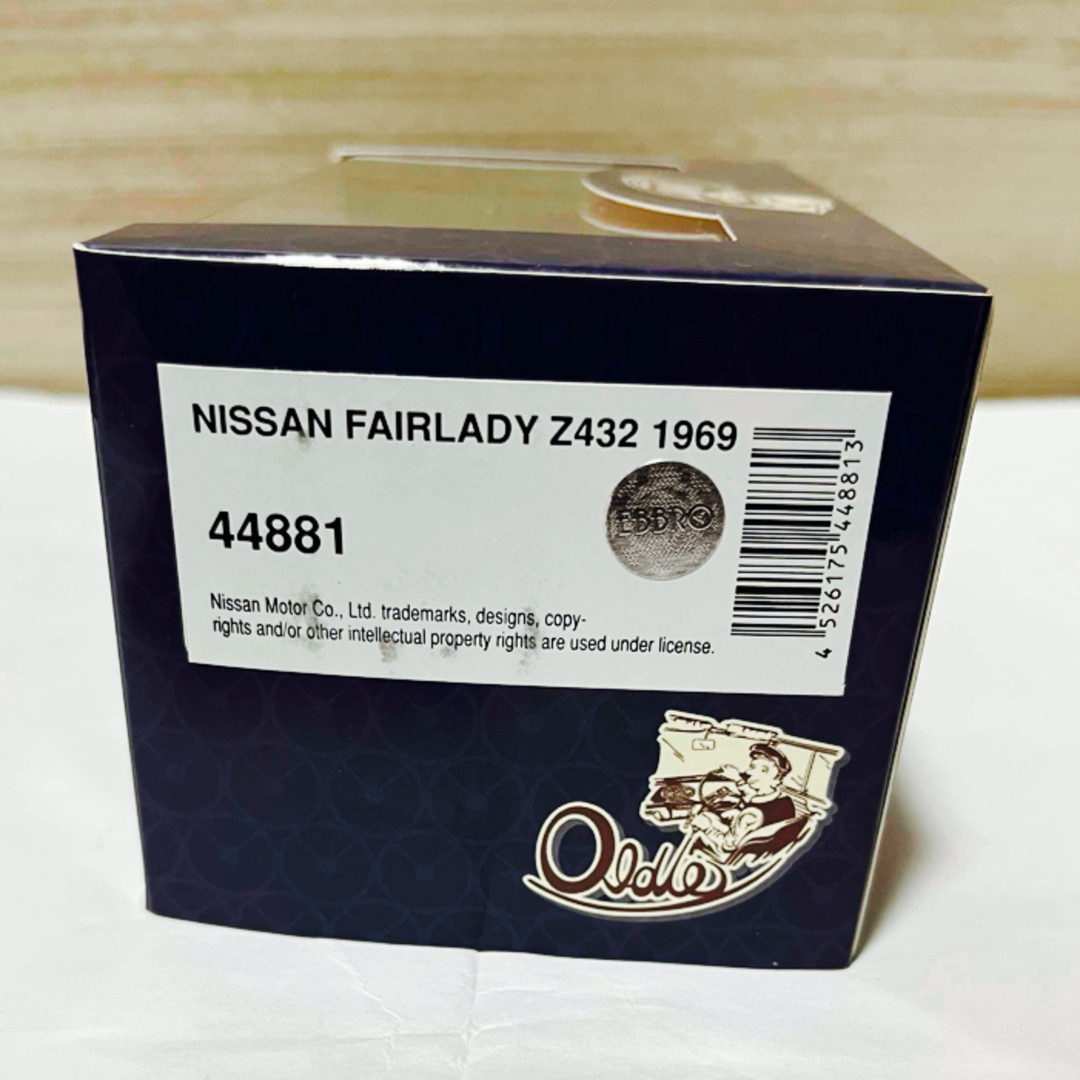 NISSAN FAIRLADY Z432 1969
44881
EBBRO
Nissan Motor Co., Ltd. trademarks, designs, copy-
rights and/or other intellectual property rights are used under license.
4 526175 448813
Oldies